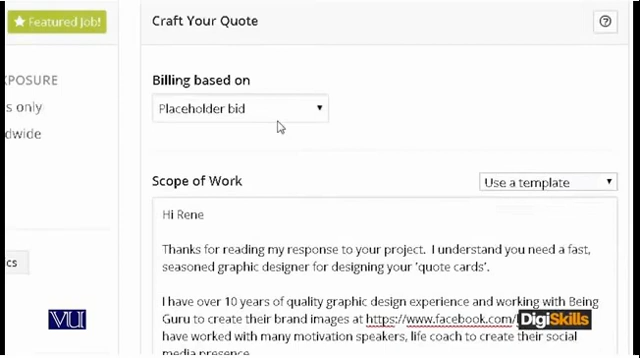 Featured Job!
Craft Your Quote
XPOSURE
s only
dwide
Billing based on
Placeholder bid
Scope of Work
Use a template
Hi Rene
Thanks for reading my response to your project. I understand you need a fast,
seasoned graphic designer for designing your 'quote cards'.
cs
I have over 10 years of quality graphic design experience and working with Being
Guru to create their brand images at https://www.facebook.com/
have worked with many motivation speakers, life coach to create their social
media presence
VU
DigiSkills